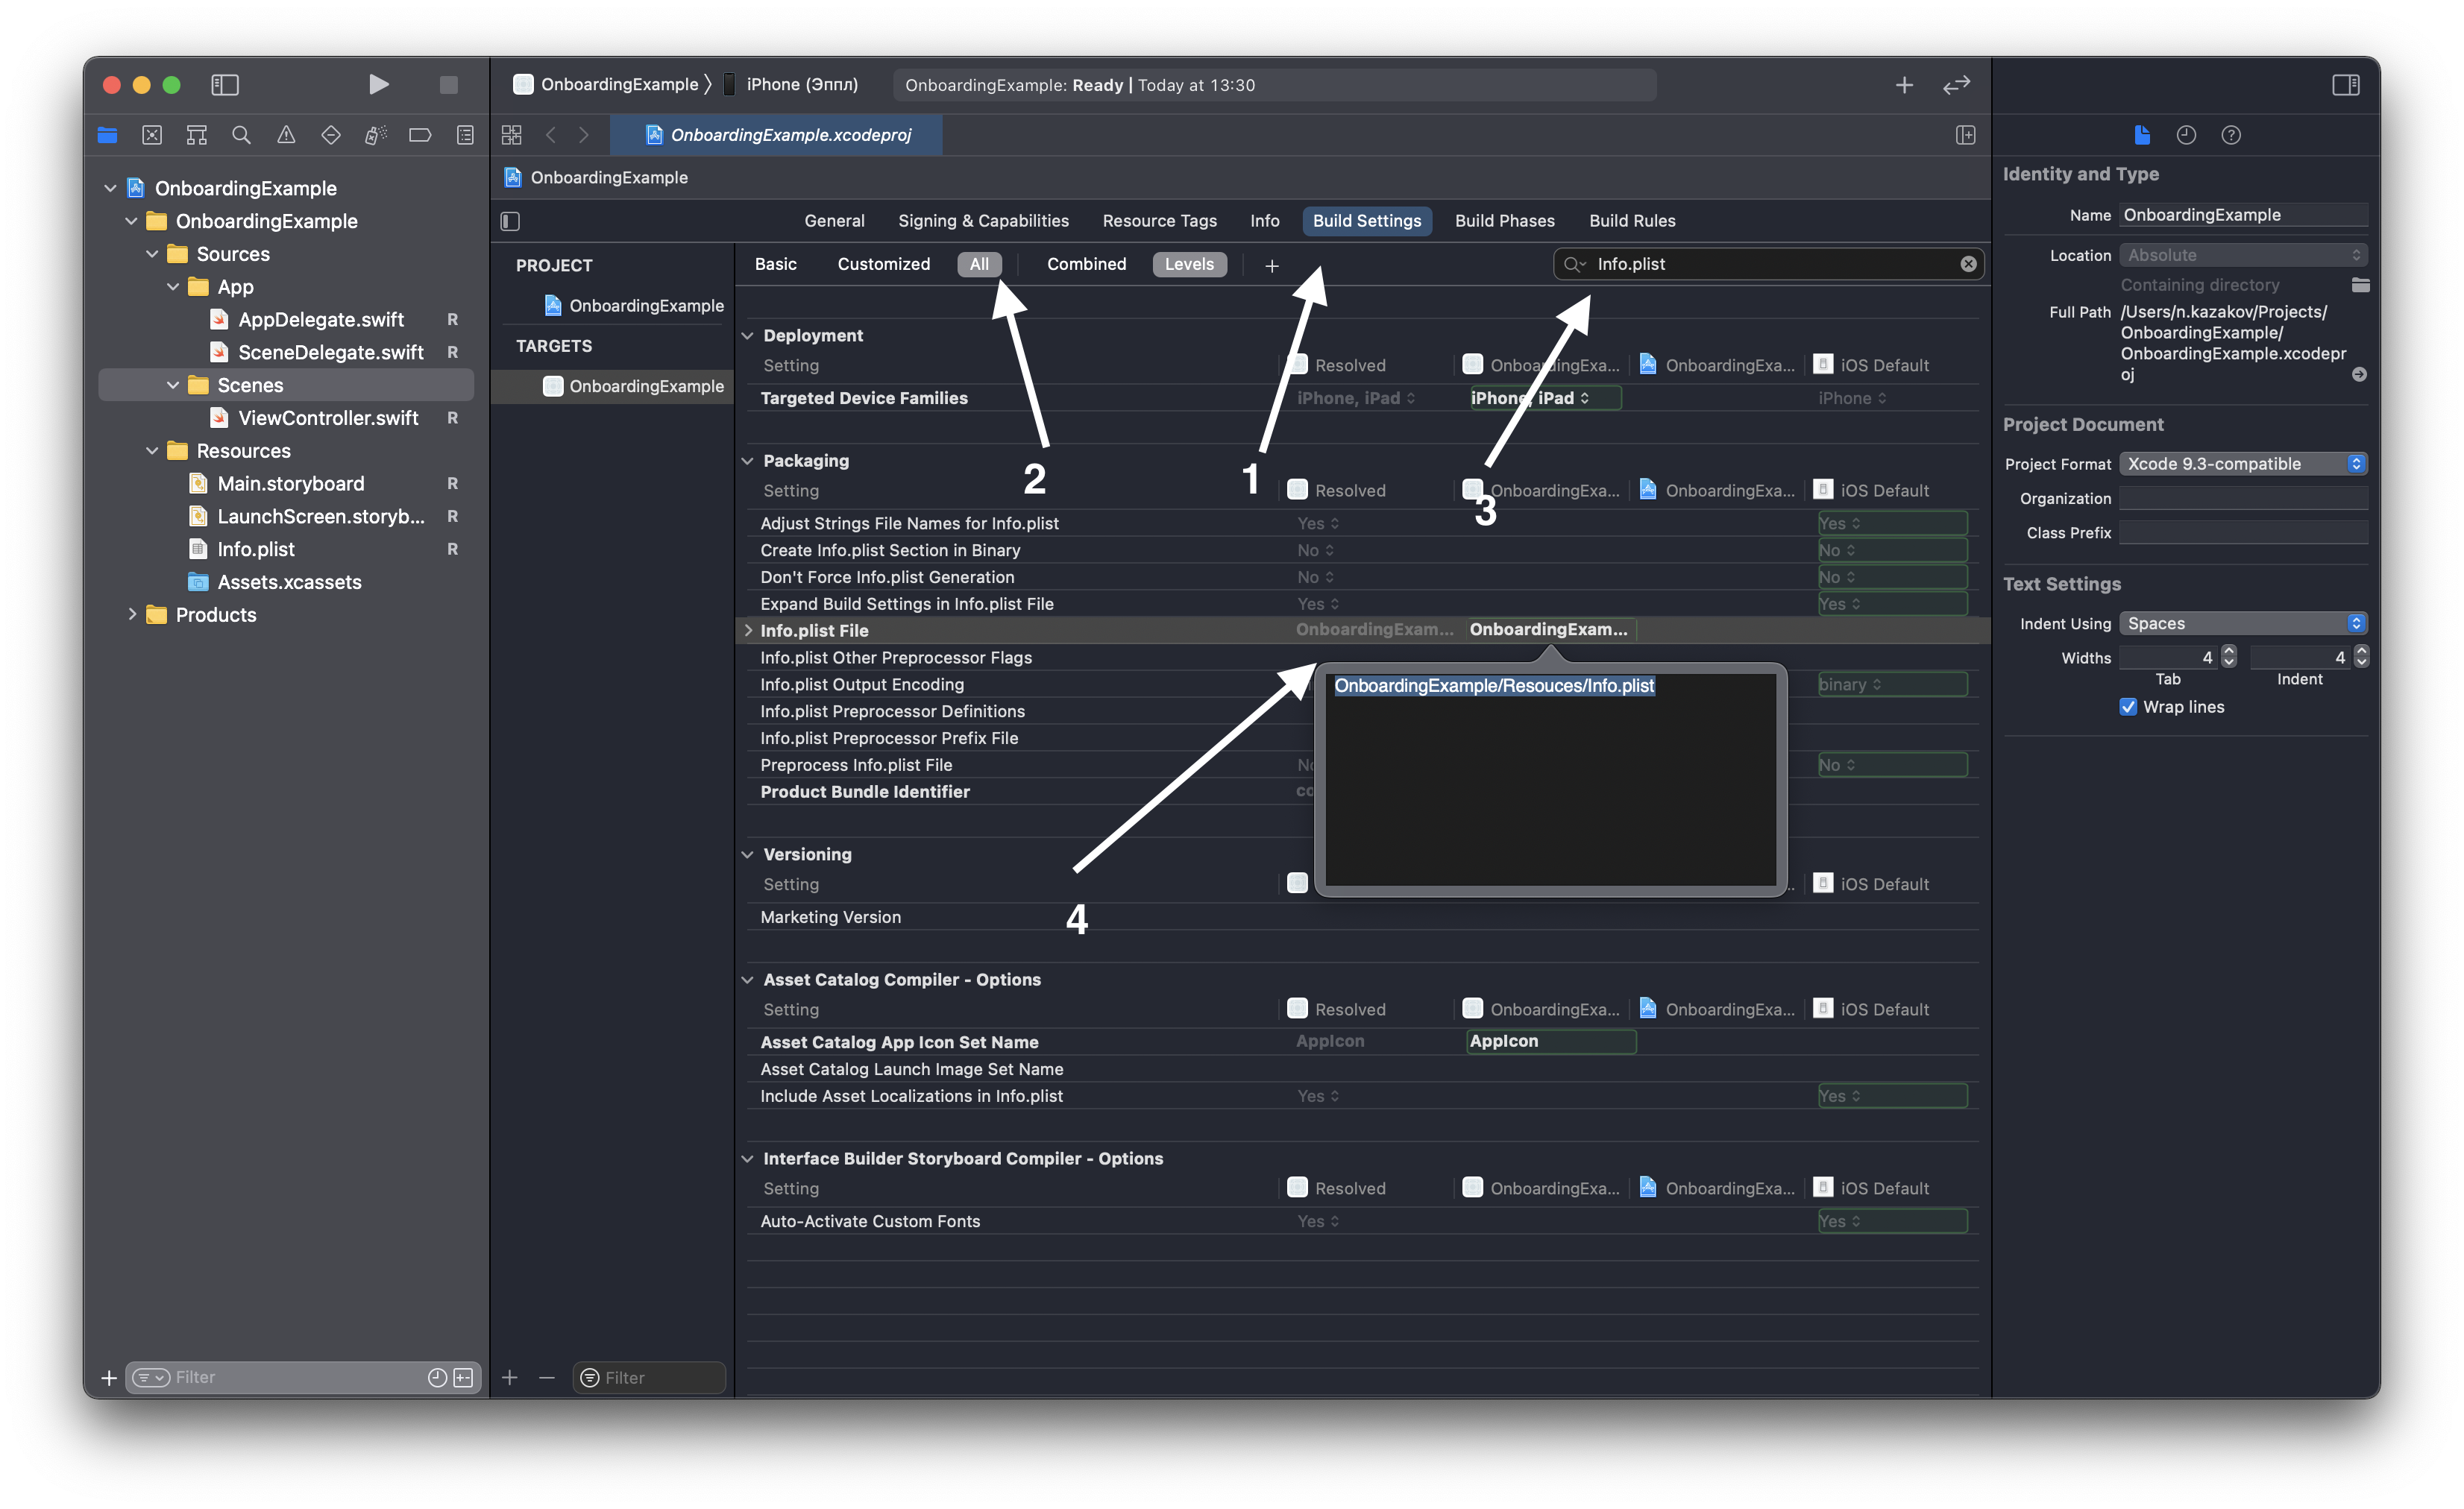 OnboardingExample 〉 iPhone (Эппл)
OnboardingExample: Ready | Today at 13:30
OnboardingExample.xcodeproj
OnboardingExample
OnboardingExample
OnboardingExample
Sources
App
AppDelegate.swift R
SceneDelegate.swift R
Scenes
ViewController.swift R
Resources
Main.storyboard R
LaunchScreen.storyb... R
Info.plist R
Assets.xcassets
Products
Filter
General Signing & Capabilities Resource Tags Info Build Settings Build Phases Build Rules
PROJECT
OnboardingExample
TARGETS
OnboardingExample
Filter
Basic Customized All Combined Levels Info.plist
Deployment
Setting Resolved OnboardingExa... OnboardingExa... iOS Default
Targeted Device Families iPhone, iPad iPhone, iPad iPhone
2 1 3
Packaging
Setting Resolved OnboardingExa... OnboardingExa... iOS Default
Adjust Strings File Names for Info.plist Yes Yes
Create Info.plist Section in Binary No No
Don't Force Info.plist Generation No No
Expand Build Settings in Info.plist File Yes Yes
Info.plist File OnboardingExam... OnboardingExam...
Info.plist Other Preprocessor Flags
Info.plist Output Encoding binary
OnboardingExample/Resouces/Info.plist
Info.plist Preprocessor Definitions
Info.plist Preprocessor Prefix File
Preprocess Info.plist File No No
Product Bundle Identifier co
4
Versioning
Setting iOS Default
Marketing Version
Asset Catalog Compiler - Options
Setting Resolved OnboardingExa... OnboardingExa... iOS Default
Asset Catalog App Icon Set Name AppIcon AppIcon
Asset Catalog Launch Image Set Name
Include Asset Localizations in Info.plist Yes Yes
Interface Builder Storyboard Compiler - Options
Setting Resolved OnboardingExa... OnboardingExa... iOS Default
Auto-Activate Custom Fonts Yes Yes
Identity and Type
Name OnboardingExample
Location Absolute
Containing directory
Full Path /Users/n.kazakov/Projects/
OnboardingExample/
OnboardingExample.xcodepr
oj
Project Document
Project Format Xcode 9.3-compatible
Organization
Class Prefix
Text Settings
Indent Using Spaces
Widths 4 4
Tab Indent
Wrap lines